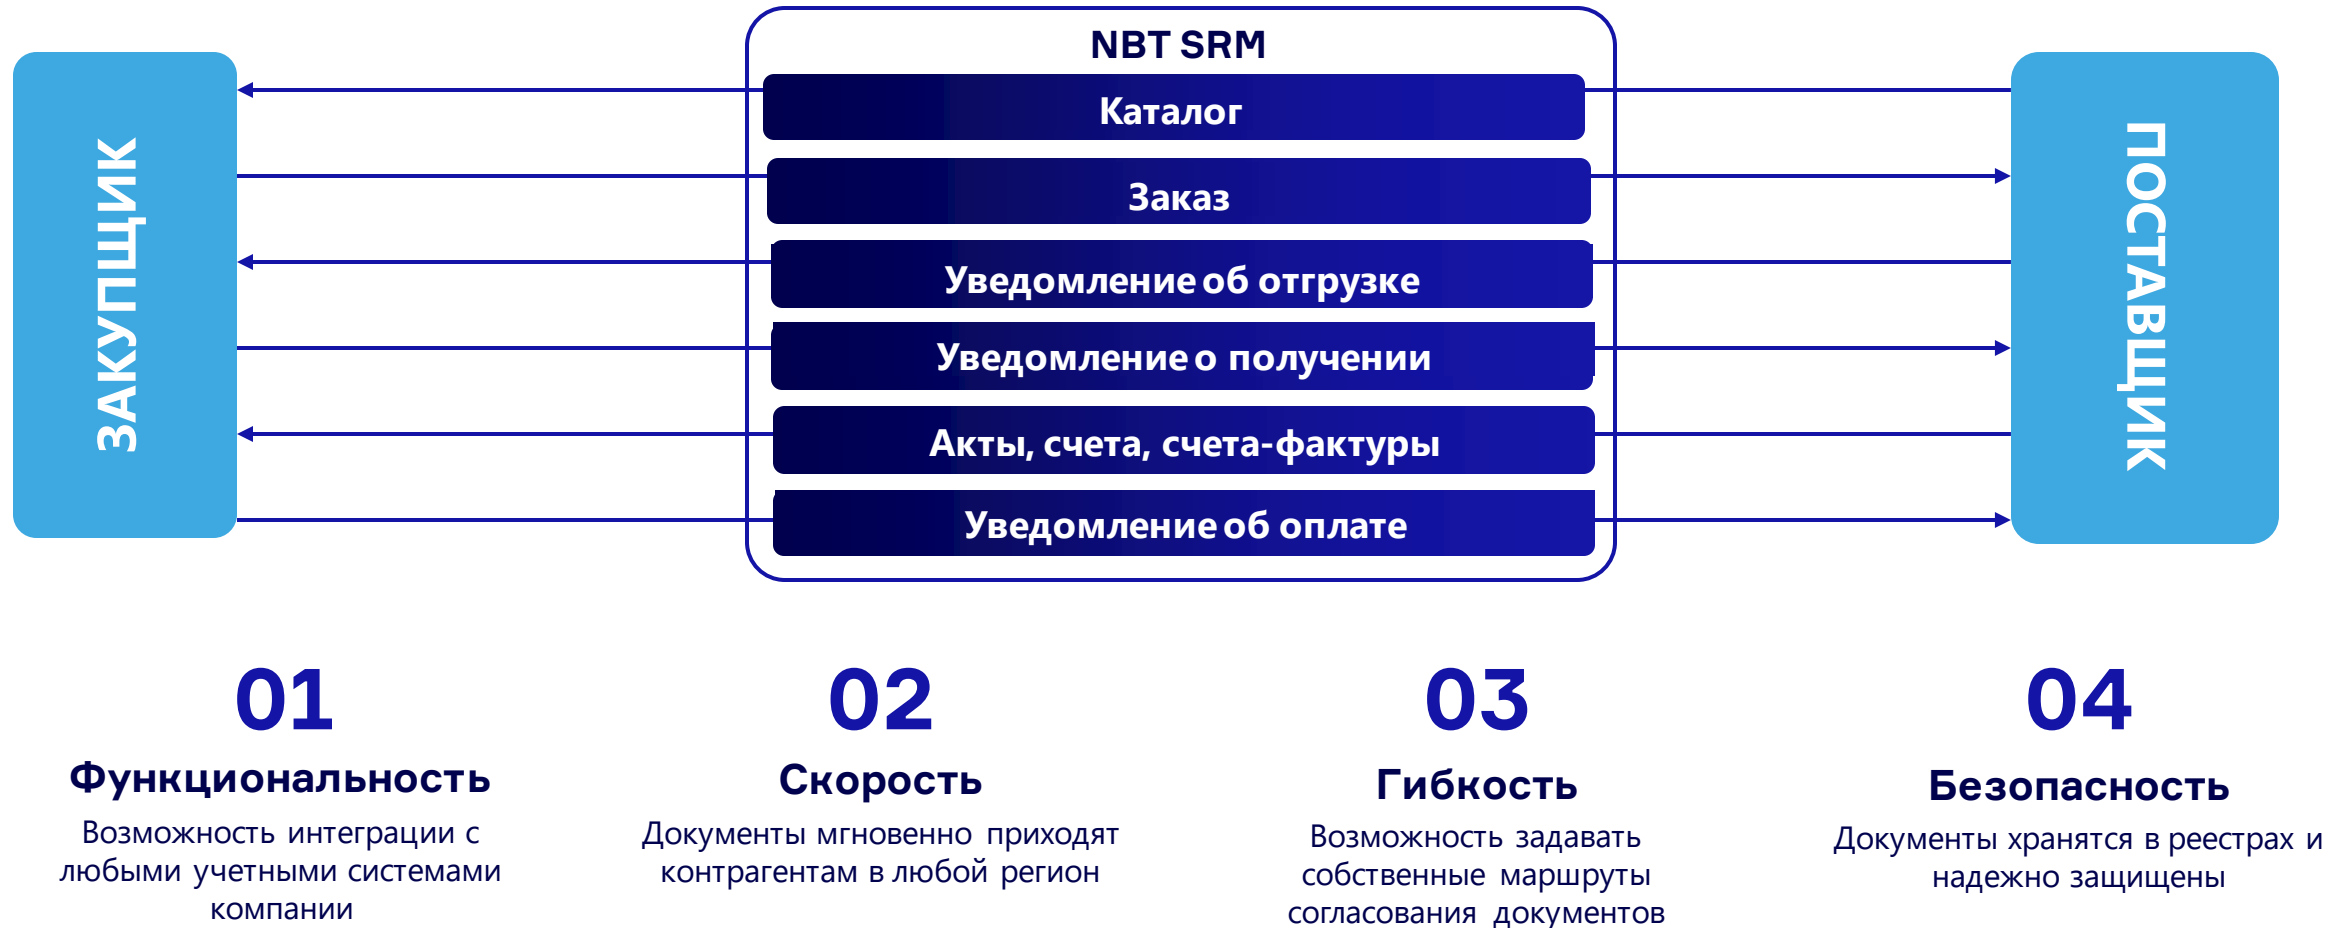 NBT SRM
ЗАКУПЩИК
Каталог
Заказ
Уведомление об отгрузке
Уведомление о получении
Акты, счета, счета-фактуры
Уведомление об оплате
ПОСТАВЩИК
01
Функциональность
Возможность интеграции с
любыми учетными системами
компании
02
Скорость
Документы мгновенно приходят
контрагентам в любой регион
03
Гибкость
Возможность задавать
собственные маршруты
согласования документов
04
Безопасность
Документы хранятся в реестрах и
надежно защищены